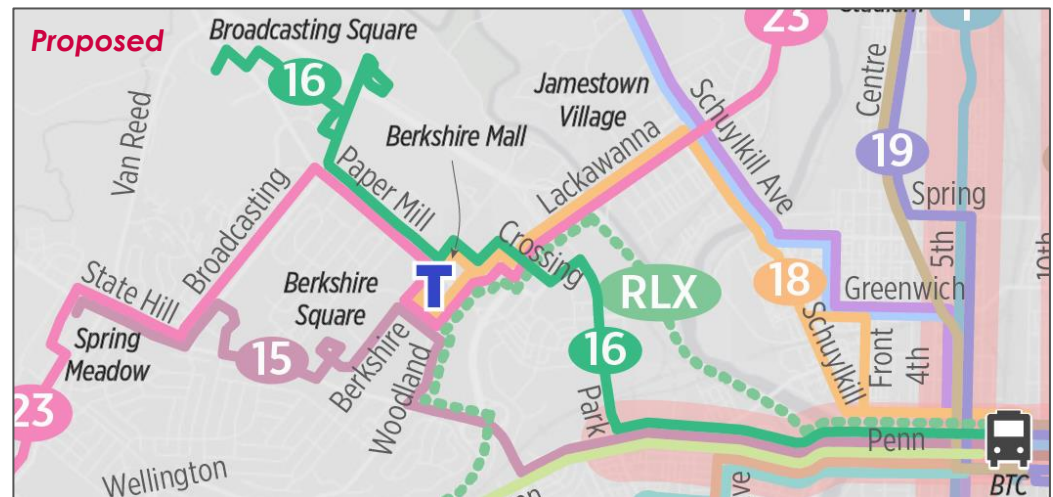 Proposed
Broadcasting Square
16
23
Stadium
Centre
Jamestown
Village
Schuylkill Ave
Van Reed
Berkshire Mall
19
Paper Mill
Lackawanna
Spring
Broadcasting
Crossing
5th
10th
State Hill
Berkshire
Square
T
RLX
18
Greenwich
Spring
Meadow
15
Berkshire
16
Schuylkill
Front
4th
23
Woodland
Park
Penn
Wellington
BTC